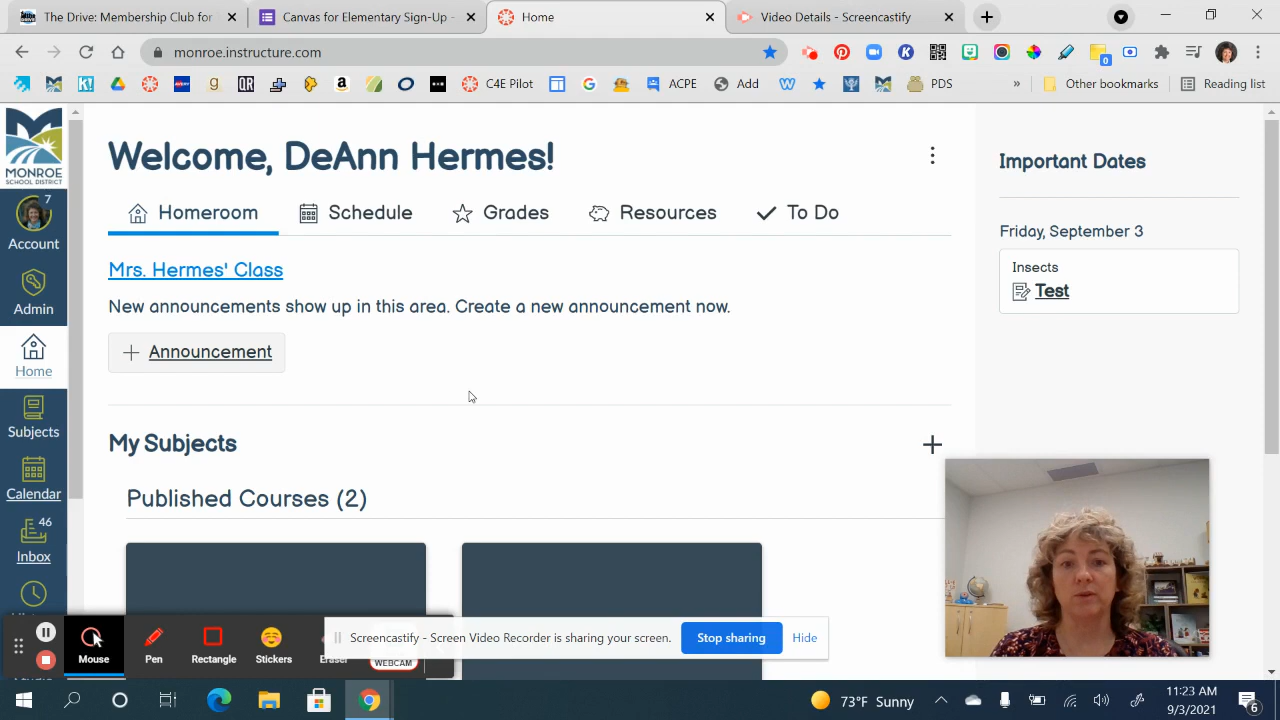 The Drive: Membership Club for
Canvas for Elementary Sign-Up -
Home
Video Details - Screencastify
monroe.instructure.com
C4E Pilot
ACPE
Add
PDS
Other bookmarks
Reading list
MONROE
SCHOOL DISTRICT
7
Account
Admin
Home
Subjects
Calendar
46
Inbox
Welcome, DeAnn Hermes!
Homeroom
Schedule
Grades
Resources
To Do
Mrs. Hermes' Class
New announcements show up in this area. Create a new announcement now.
Announcement
My Subjects
Published Courses (2)
Important Dates
Friday, September 3
Insects
Test
Mouse
Pen
Rectangle
Stickers
Eraser
WEBCAM
Screencastify - Screen Video Recorder is sharing your screen.
Stop sharing
Hide
73°F Sunny
11:23 AM
9/3/2021
6